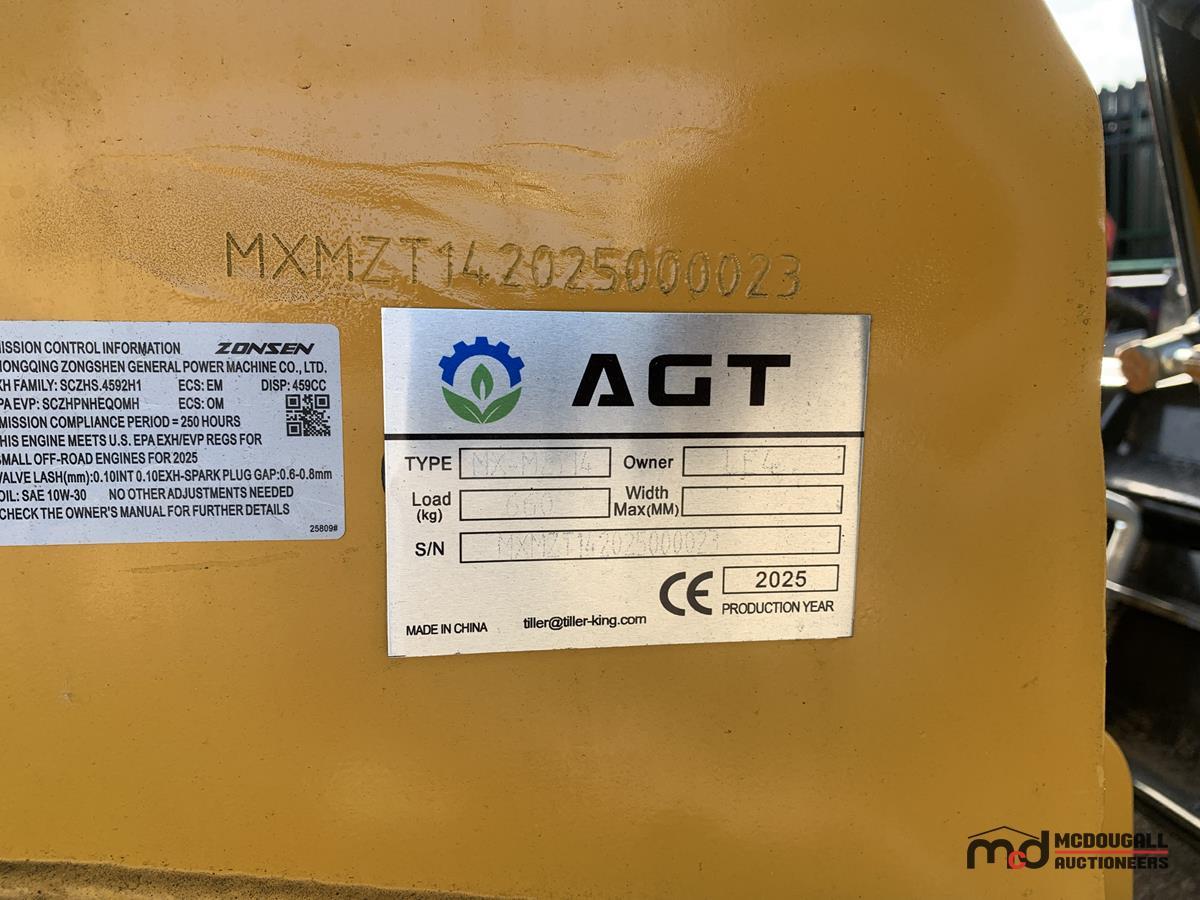 MXMZT142025000023
ISSION CONTROL INFORMATION ZONSEN
HONGQING ZONGSHEN GENERAL POWER MACHINE CO., LTD.
KH FAMILY: SCZHS.4592H1 ECS: EM DISP: 459CC
PA EVP: SCZHPNHEQOMH ECS: OM
MISSION COMPLIANCE PERIOD = 250 HOURS
HIS ENGINE MEETS U.S. EPA EXH/EVP REGS FOR
SMALL OFF-ROAD ENGINES FOR 2025
VALVE LASH(mm):0.10INT 0.10EXH-SPARK PLUG GAP:0.6-0.8mm
OIL: SAE 10W-30 NO OTHER ADJUSTMENTS NEEDED
CHECK THE OWNER'S MANUAL FOR FURTHER DETAILS
25809#
AGT
TYPE MX-MZT14 Owner
Load (kg) 660 Width Max(MM)
S/N MXMZT142025000023
CE 2025
PRODUCTION YEAR
MADE IN CHINA tiller@tiller-king.com
mcd MCDOUGALL
AUCTIONEERS